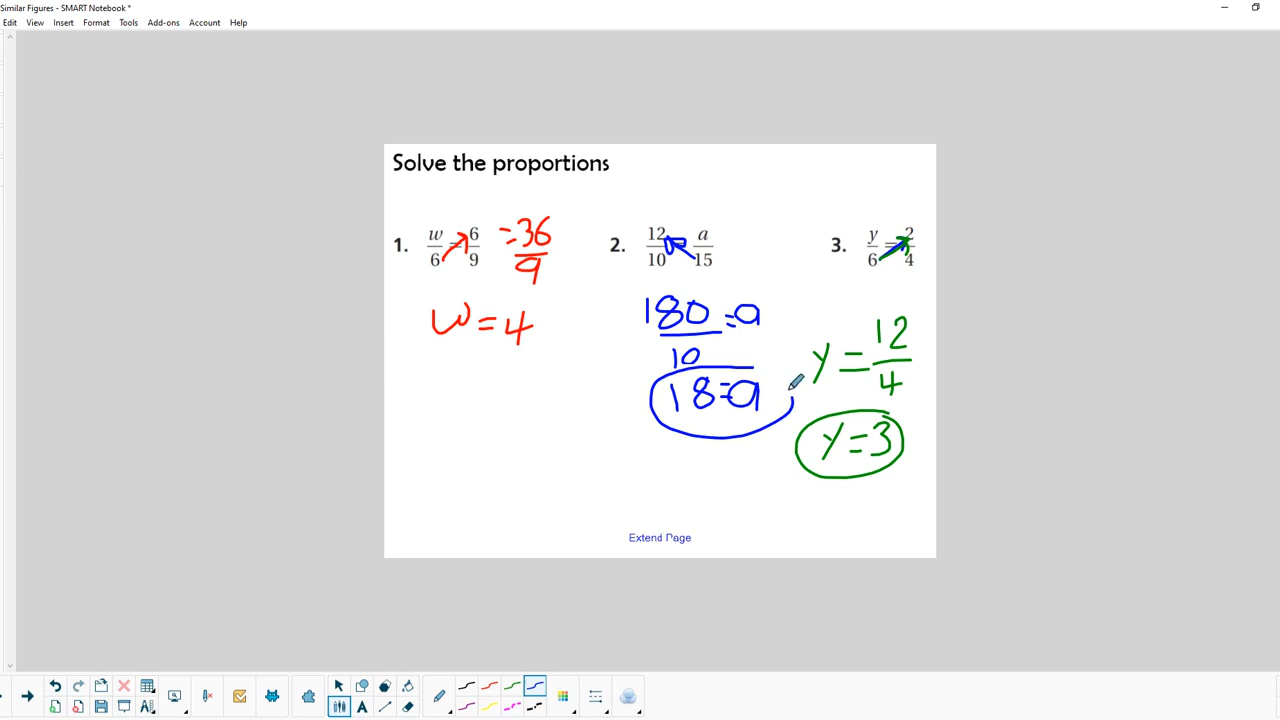 Similar Figures - SMART Notebook *
Edit View Insert Format Tools Add-ons Account Help
Solve the proportions
1. w/6 = 6/9 = 36/9
w = 4
2. 12/10 = a/15
180/10 = a
18 = a
3. y/6 = 2/4
y = 12/4
y = 3
Extend Page